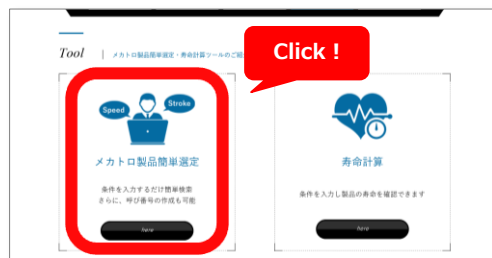 Click !
Tool | メカトロ製品簡単選定・寿命計算ツールのご紹
Speed
Stroke
メカトロ製品簡単選定
条件を入力するだけ簡単検索
さらに、呼び番号の作成も可能
here
寿命計算
条件を入力し製品の寿命を確認できます
here